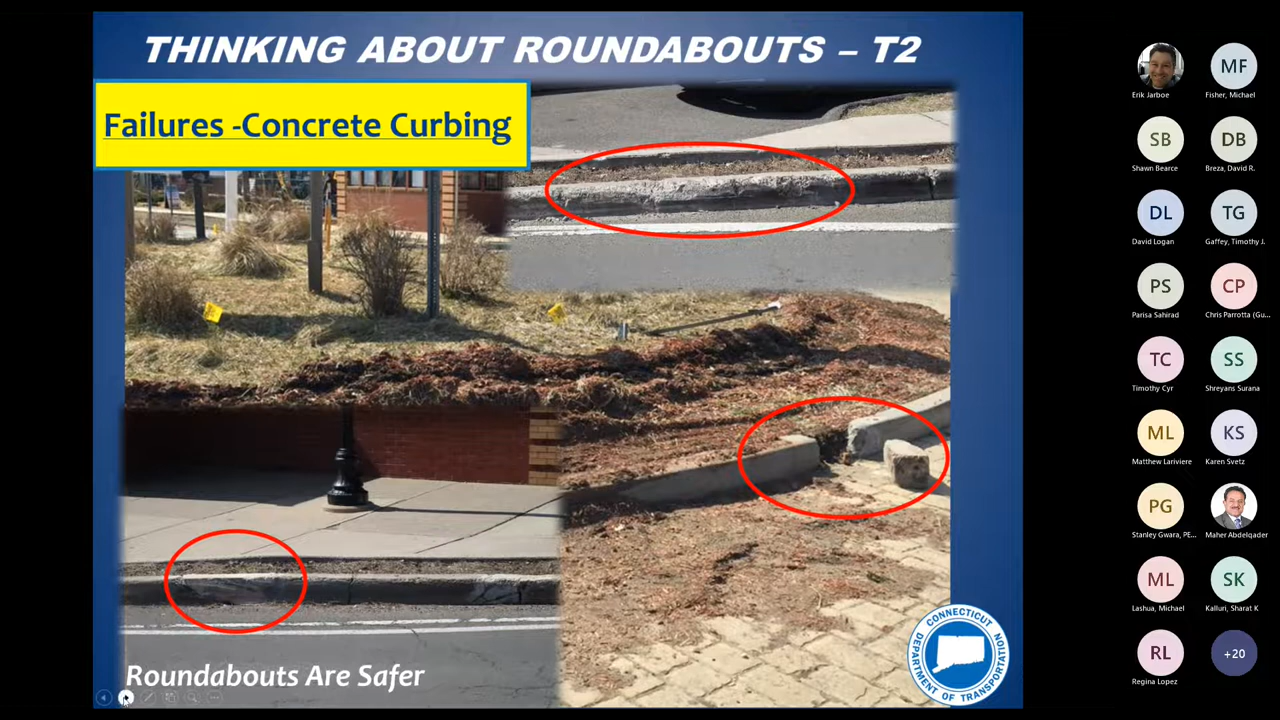 THINKING ABOUT ROUNDABOUTS – T2
Failures -Concrete Curbing
Roundabouts Are Safer
CONNECTICUT
DEPARTMENT OF TRANSPORTATION
Erik Jarboe
MF
Fisher, Michael
SB
Shawn Bearce
DB
Breza, David R.
DL
David Logan
TG
Gaffey, Timothy J.
PS
Parisa Sahirad
CP
Chris Parrotta (Gu...
TC
Timothy Cyr
SS
Shreyans Surana
ML
Matthew Lariviere
KS
Karen Svetz
PG
Stanley Gwara, PE...
Maher Abdelqader
ML
Lashua, Michael
SK
Kalluri, Sharat K
RL
Regina Lopez
+20